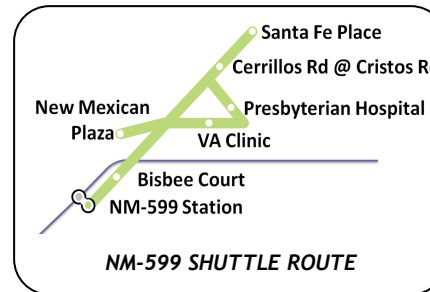 Santa Fe Place
Cerrillos Rd @ Cristos R
New Mexican
Plaza
Presbyterian Hospital
VA Clinic
Bisbee Court
NM-599 Station
NM-599 SHUTTLE ROUTE